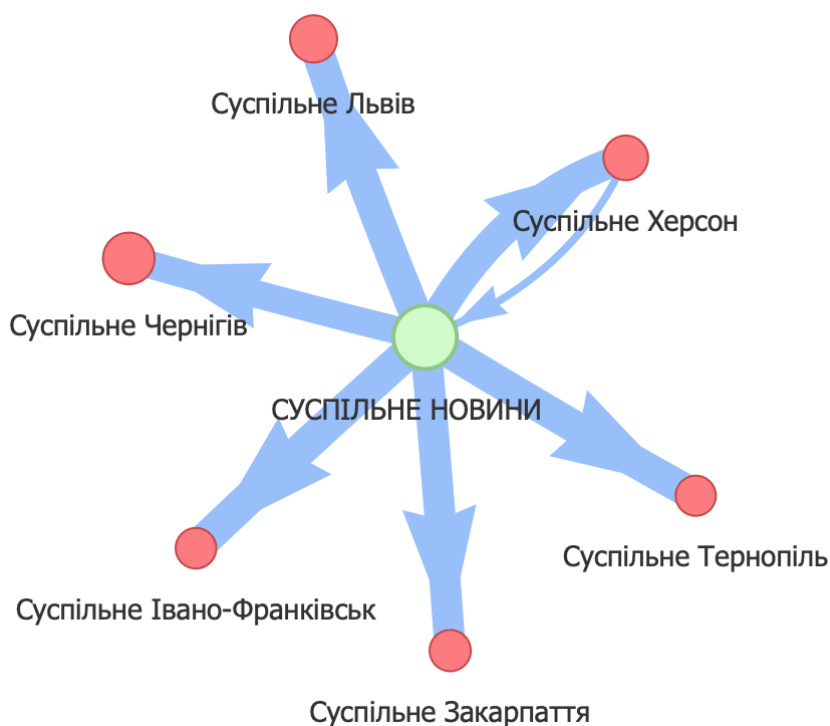 Суспільне Львів
Суспільне Херсон
Суспільне Чернігів
СУСПІЛЬНЕ НОВИНИ
Суспільне Тернопіль
Суспільне Івано-Франківськ
Суспільне Закарпаття